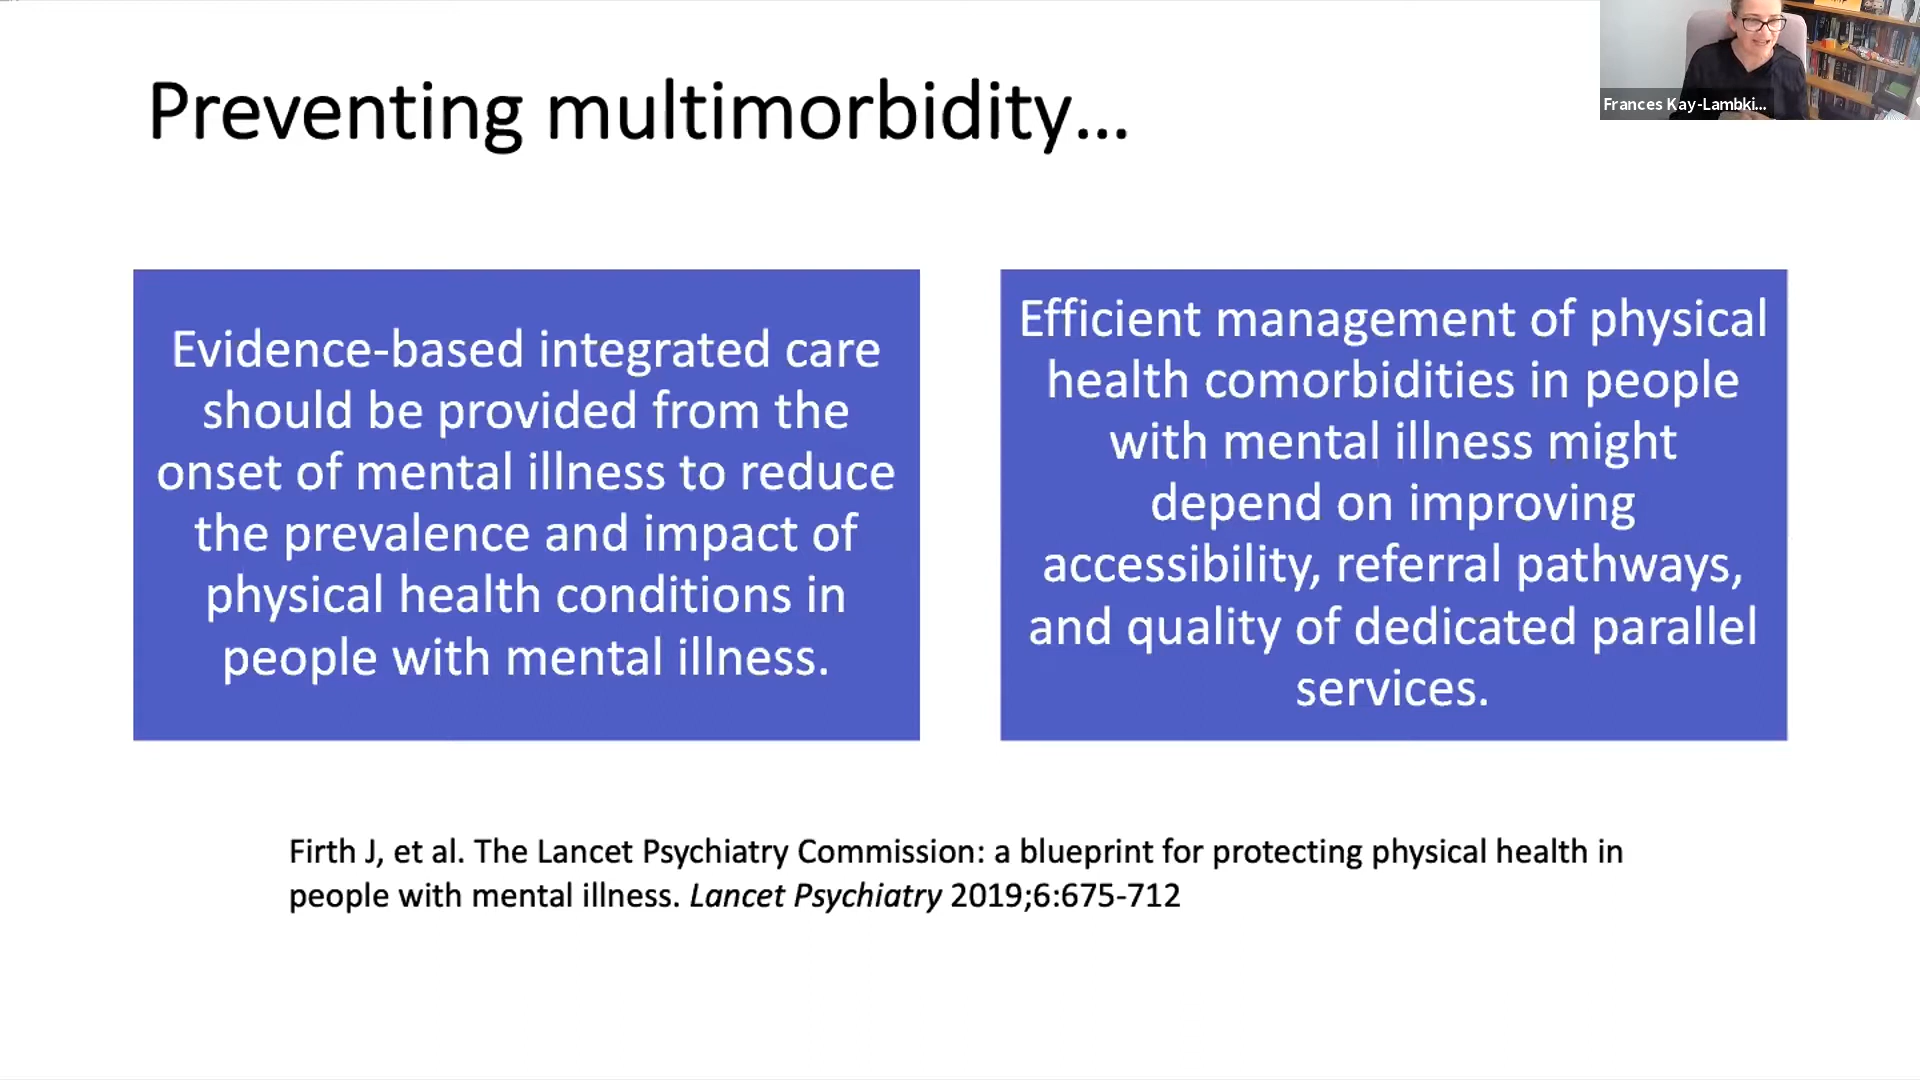 Preventing multimorbidity...
Frances Kay-Lambki...
Evidence-based integrated care
should be provided from the
onset of mental illness to reduce
the prevalence and impact of
physical health conditions in
people with mental illness.
Efficient management of physical
health comorbidities in people
with mental illness might
depend on improving
accessibility, referral pathways,
and quality of dedicated parallel
services.
Firth J, et al. The Lancet Psychiatry Commission: a blueprint for protecting physical health in
people with mental illness. Lancet Psychiatry 2019;6:675-712